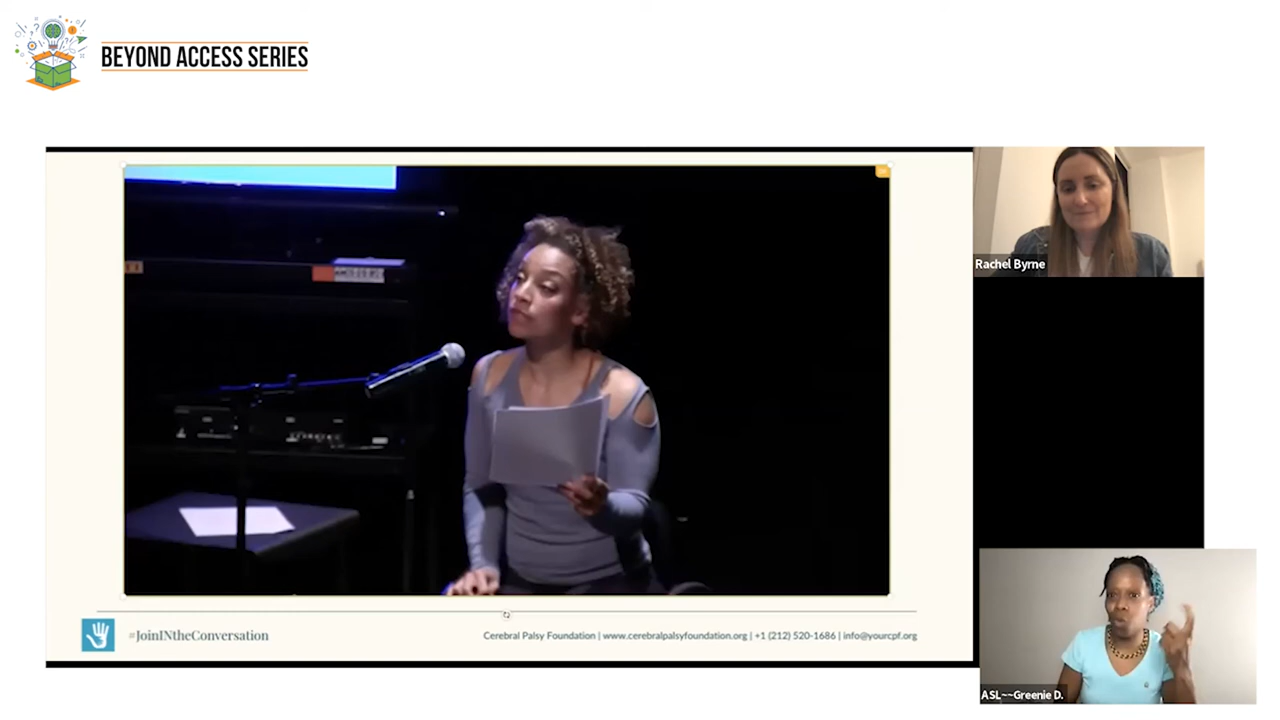 BEYOND ACCESS SERIES
Rachel Byrne
#JoinINtheConversation
Cerebral Palsy Foundation | www.cerebralpalsyfoundation.org | +1 (212) 520-1686 | info@yourcpf.org
ASL~~Greenie D.